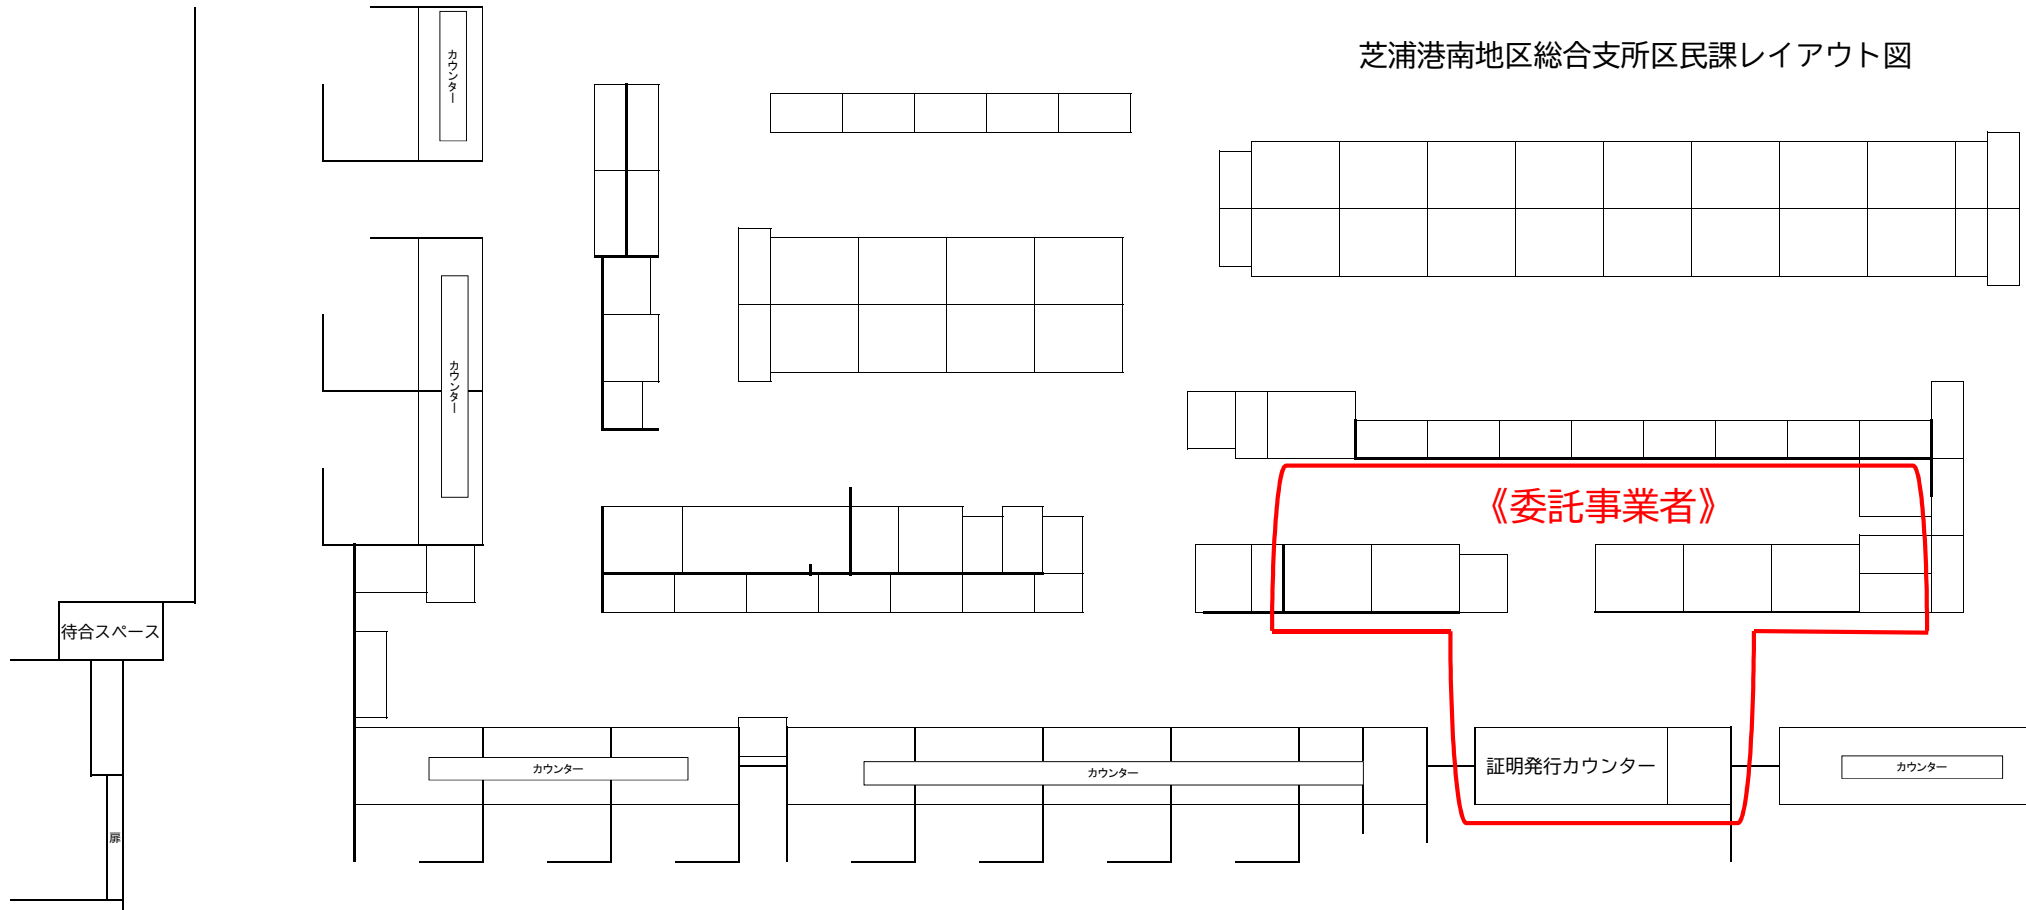 芝浦港南地区総合支所区民課レイアウト図
カウンター
カウンター
《委託事業者》
待合スペース
カウンター
カウンター
証明発行カウンター
カウンター
扉